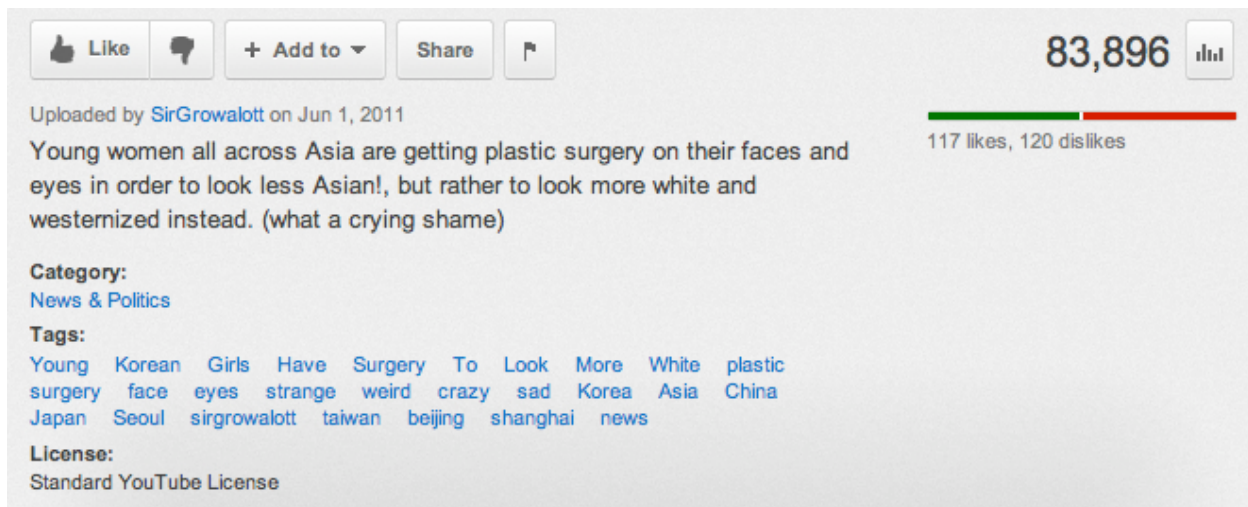 Like + Add to Share 83,896
Uploaded by SirGrowalott on Jun 1, 2011
117 likes, 120 dislikes
Young women all across Asia are getting plastic surgery on their faces and
eyes in order to look less Asian!, but rather to look more white and
westernized instead. (what a crying shame)
Category:
News & Politics
Tags:
Young Korean Girls Have Surgery To Look More White plastic
surgery face eyes strange weird crazy sad Korea Asia China
Japan Seoul sirgrowalott taiwan beijing shanghai news
License:
Standard YouTube License